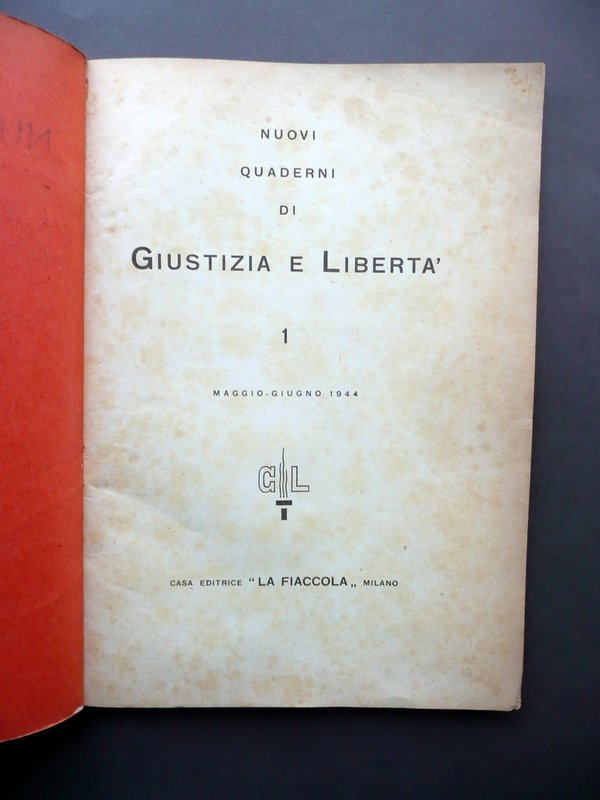 NUOVI
QUADERNI
DI
GIUSTIZIA E LIBERTA'
1
MAGGIO-GIUGNO 1944
GL
CASA EDITRICE "LA FIACCOLA„ MILANO